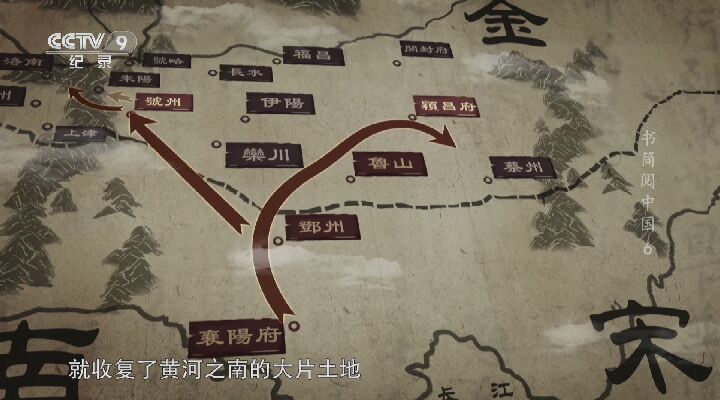 金
CCTV 9
纪录
洛南
虢略
福昌
開封府
朱陽
長水
州
虢州
伊陽
潁昌府
上津
欒川
魯山
蔡州
书简阅中国 6
鄧州
襄陽府
南
宋
就收复了黄河之南的大片土地
长江